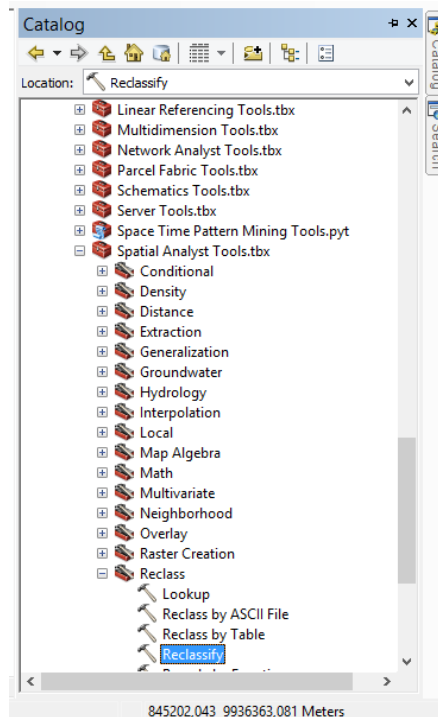 Catalog
Location: Reclassify
Linear Referencing Tools.tbx
Multidimension Tools.tbx
Network Analyst Tools.tbx
Parcel Fabric Tools.tbx
Schematics Tools.tbx
Server Tools.tbx
Space Time Pattern Mining Tools.pyt
Spatial Analyst Tools.tbx
Conditional
Density
Distance
Extraction
Generalization
Groundwater
Hydrology
Interpolation
Local
Map Algebra
Math
Multivariate
Neighborhood
Overlay
Raster Creation
Reclass
Lookup
Reclass by ASCII File
Reclass by Table
Reclassify
845202.043 9936363.081 Meters
Catalog
Search